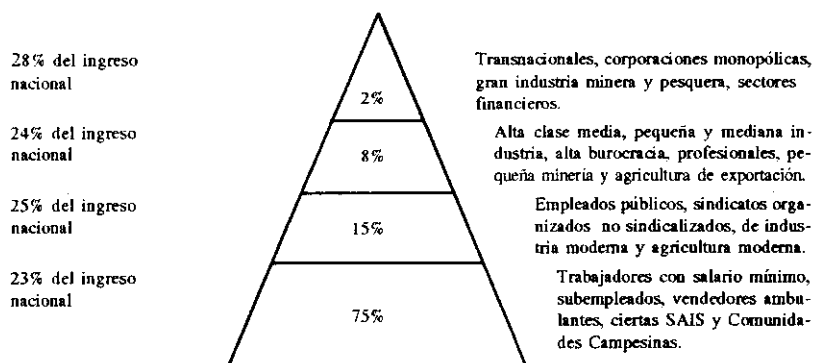 28% del ingreso
nacional
2%
Transnacionales, corporaciones monopólicas,
gran industria minera y pesquera, sectores
financieros.
24% del ingreso
nacional
8%
Alta clase media, pequeña y mediana in-
dustria, alta burocracia, profesionales, pe-
queña minería y agricultura de exportación.
25% del ingreso
nacional
15%
Empleados públicos, sindicatos orga-
nizados no sindicalizados, de indus-
tria moderna y agricultura moderna.
23% del ingreso
nacional
75%
Trabajadores con salario mínimo,
subempleados, vendedores ambu-
lantes, ciertas SAIS y Comunida-
des Campesinas.